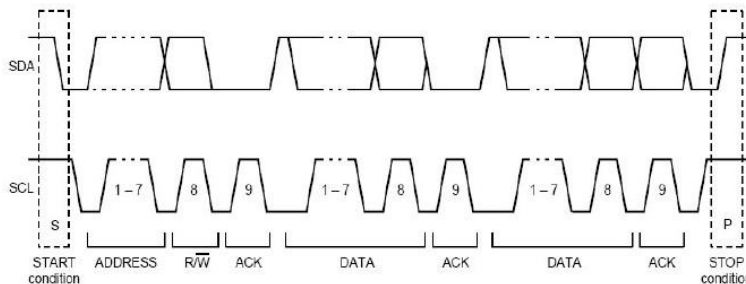 SDA
SCL
1 – 7 8 9 1 – 7 8 9 1 – 7 8 9
S P
START ADDRESS R/W̅ ACK DATA ACK DATA ACK STOP
condition condition